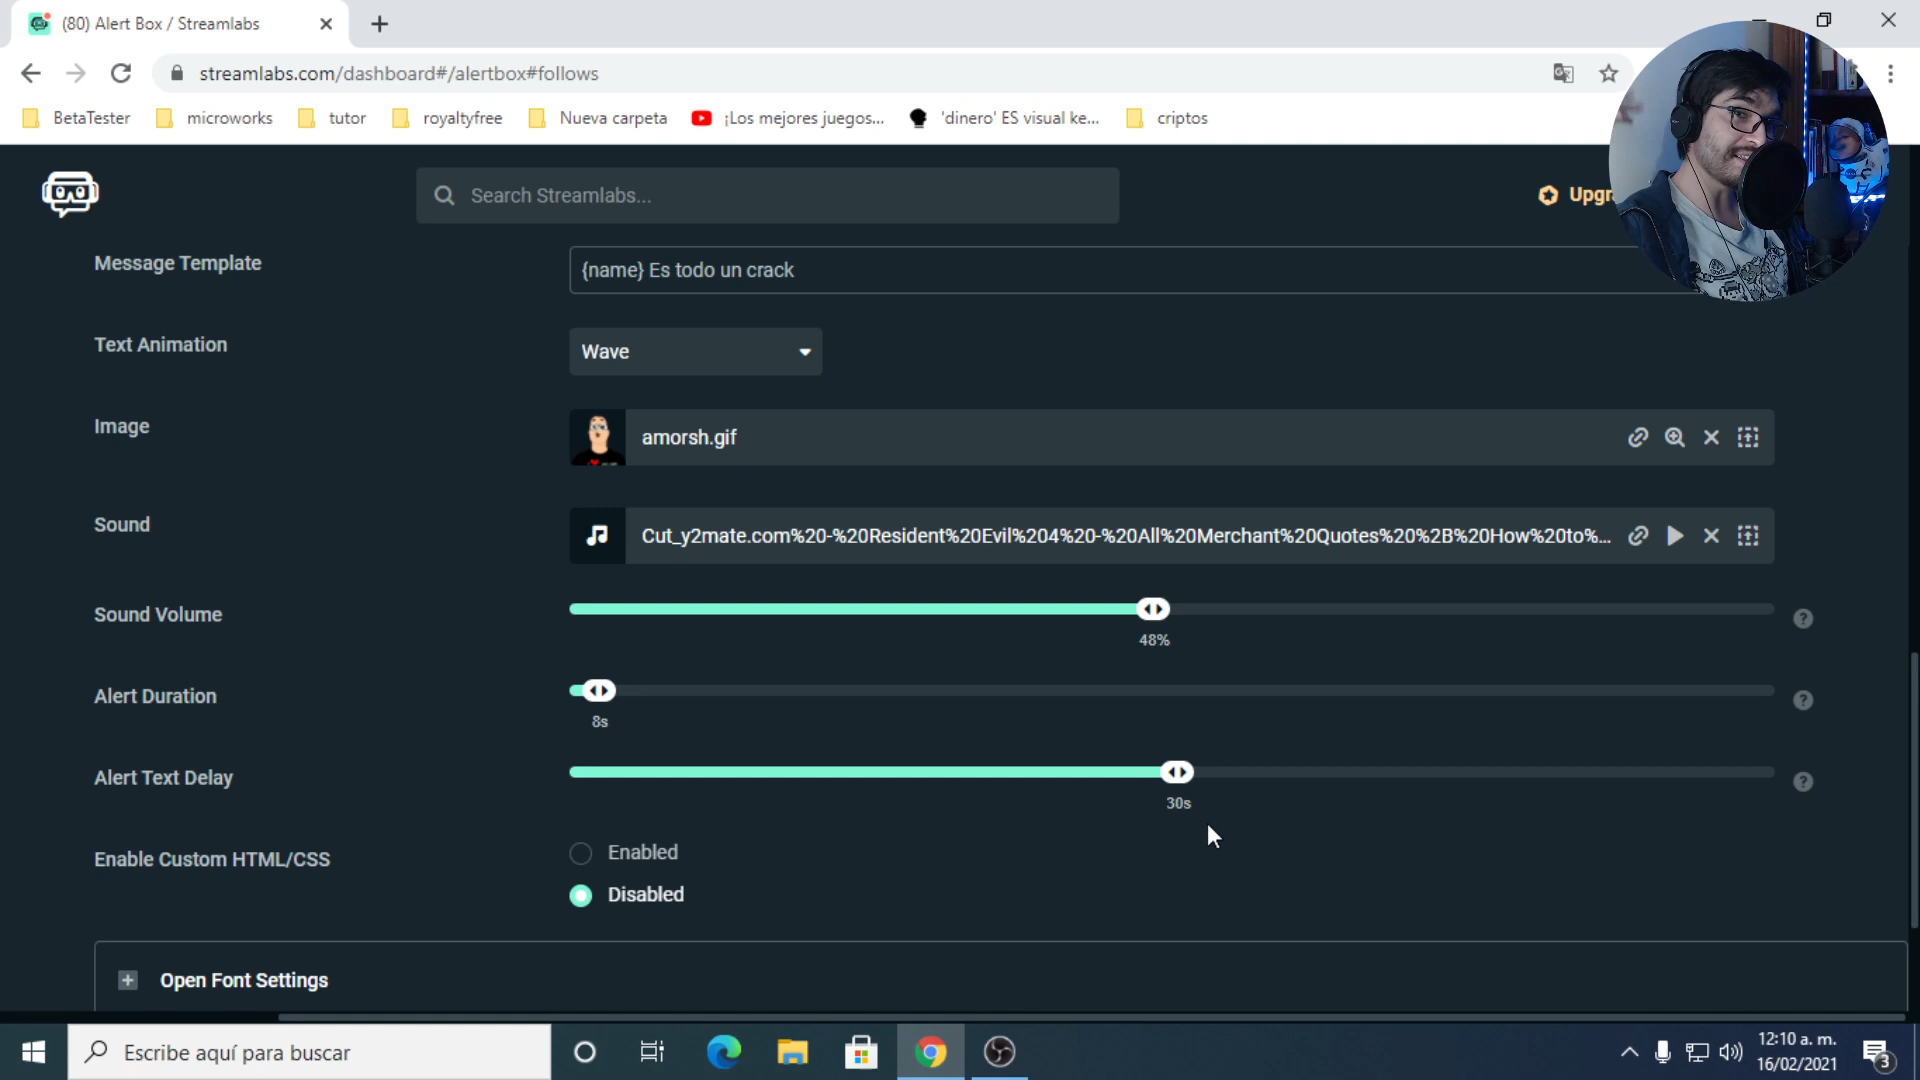 (80) Alert Box / Streamlabs
streamlabs.com/dashboard#/alertbox#follows
BetaTester
microworks
tutor
royaltyfree
Nueva carpeta
¡Los mejores juegos...
'dinero' ES visual ke...
criptos
Search Streamlabs...
Message Template
{name} Es todo un crack
Text Animation
Wave
Image
amorsh.gif
Sound
Cut_y2mate.com%20-%20Resident%20Evil%204%20-%20All%20Merchant%20Quotes%20%2B%20How%20to%...
Sound Volume
48%
Alert Duration
8s
Alert Text Delay
30s
Enable Custom HTML/CSS
Enabled
Disabled
Open Font Settings
Escribe aquí para buscar
12:10 a. m.
16/02/2021
3